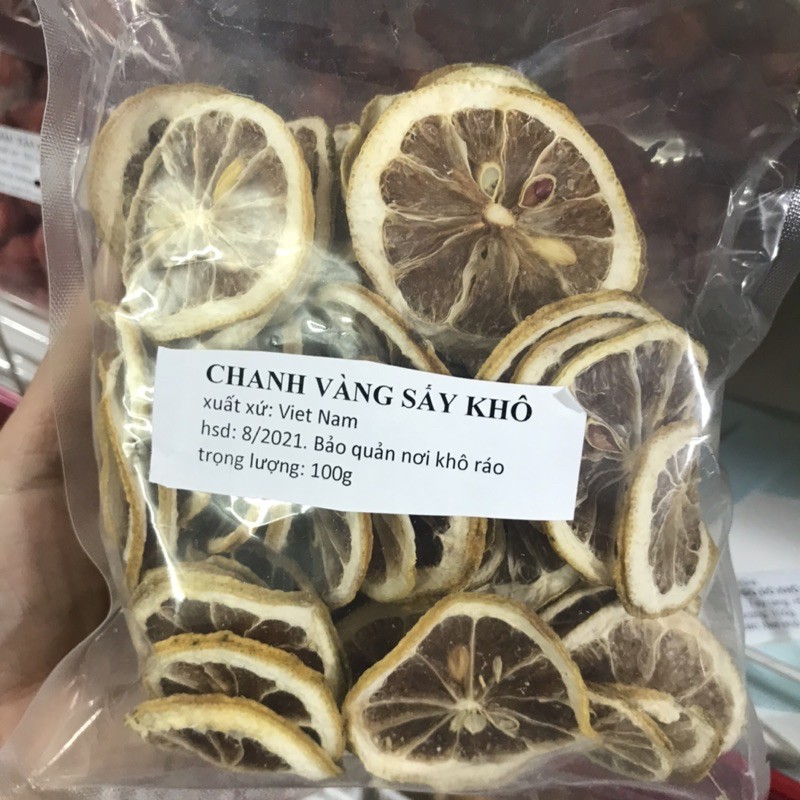 CHANH VÀNG SẤY KHÔ
xuất xứ: Viet Nam
hsd: 8/2021. Bảo quản nơi khô ráo
trọng lượng: 100g